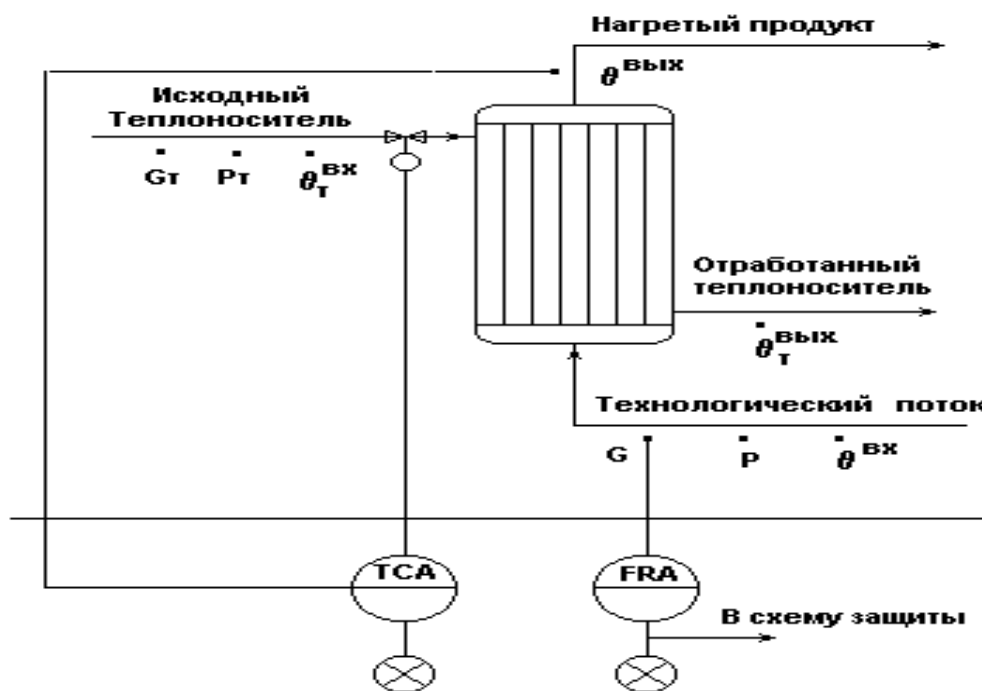 Нагретый продукт
θ вых
Исходный
Теплоноситель
Gт Pт θт вх
Отработанный
теплоноситель
θт вых
Технологический поток
G P θ вх
TCA FRA
В схему защиты